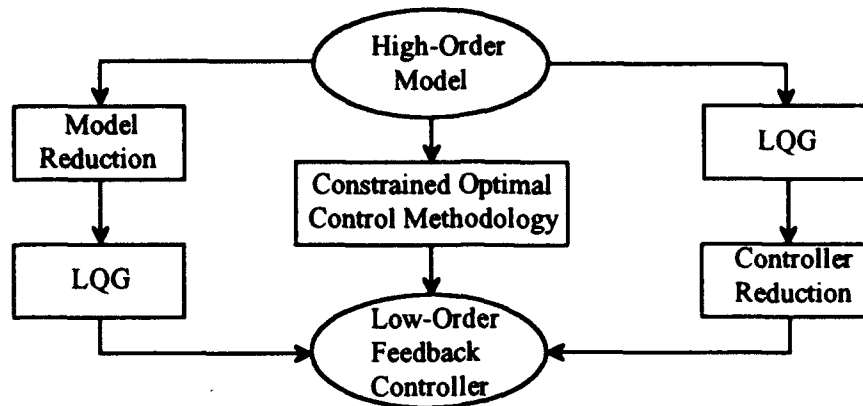 High-Order
Model
Model
Reduction
LQG
Constrained Optimal
Control Methodology
LQG
Controller
Reduction
Low-Order
Feedback
Controller